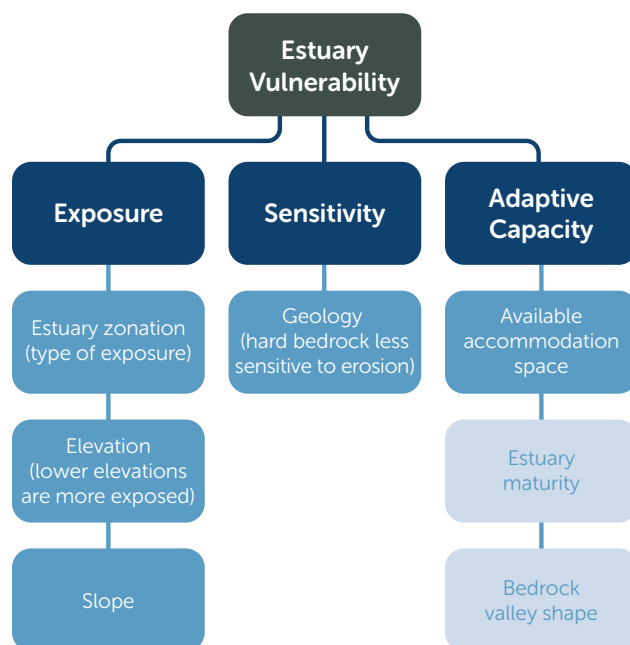 Estuary
Vulnerability
Exposure
Sensitivity
Adaptive
Capacity
Estuary zonation
(type of exposure)
Geology
(hard bedrock less
sensitive to erosion)
Available
accommodation
space
Elevation
(lower elevations
are more exposed)
Estuary
maturity
Slope
Bedrock
valley shape